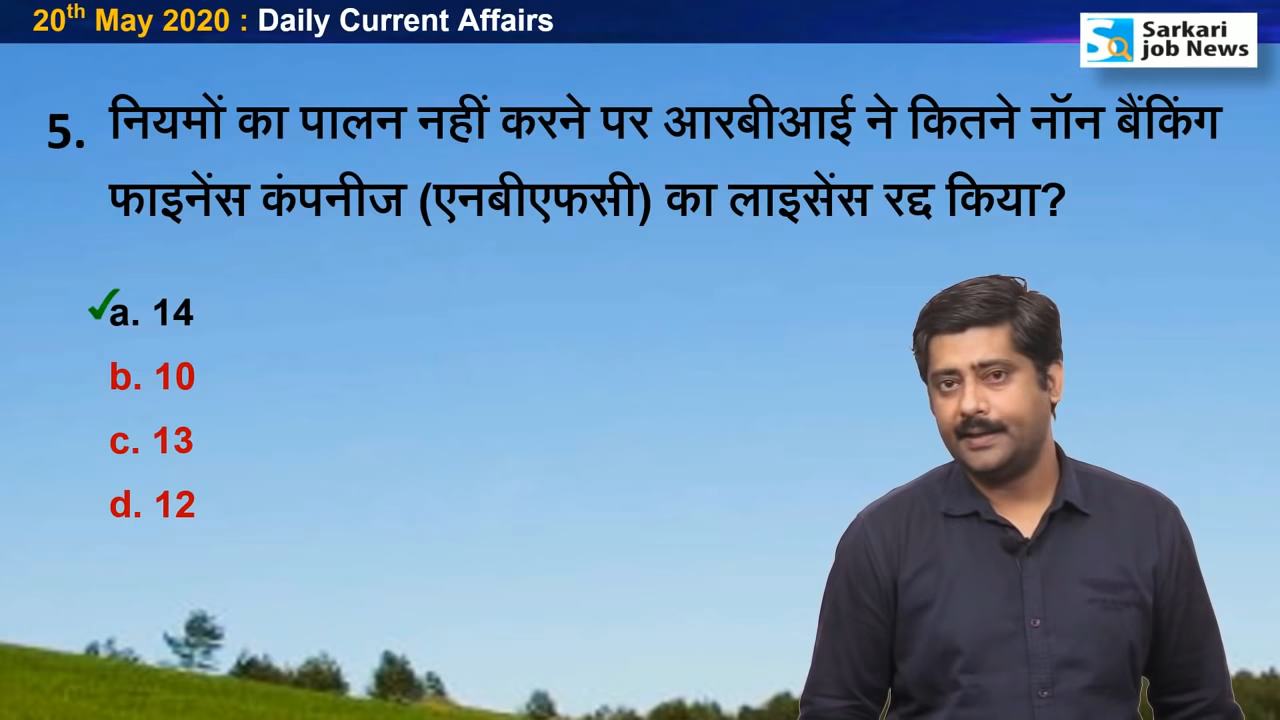 20th May 2020 : Daily Current Affairs
Sarkari
job News
5. नियमों का पालन नहीं करने पर आरबीआई ने कितने नॉन बैंकिंग
फाइनेंस कंपनीज (एनबीएफसी) का लाइसेंस रद्द किया?
a. 14
b. 10
c. 13
d. 12